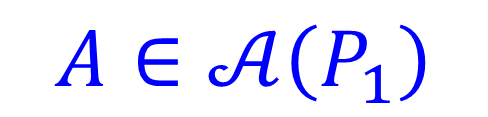 𝐴 ∈ 𝒜(𝑃₁)